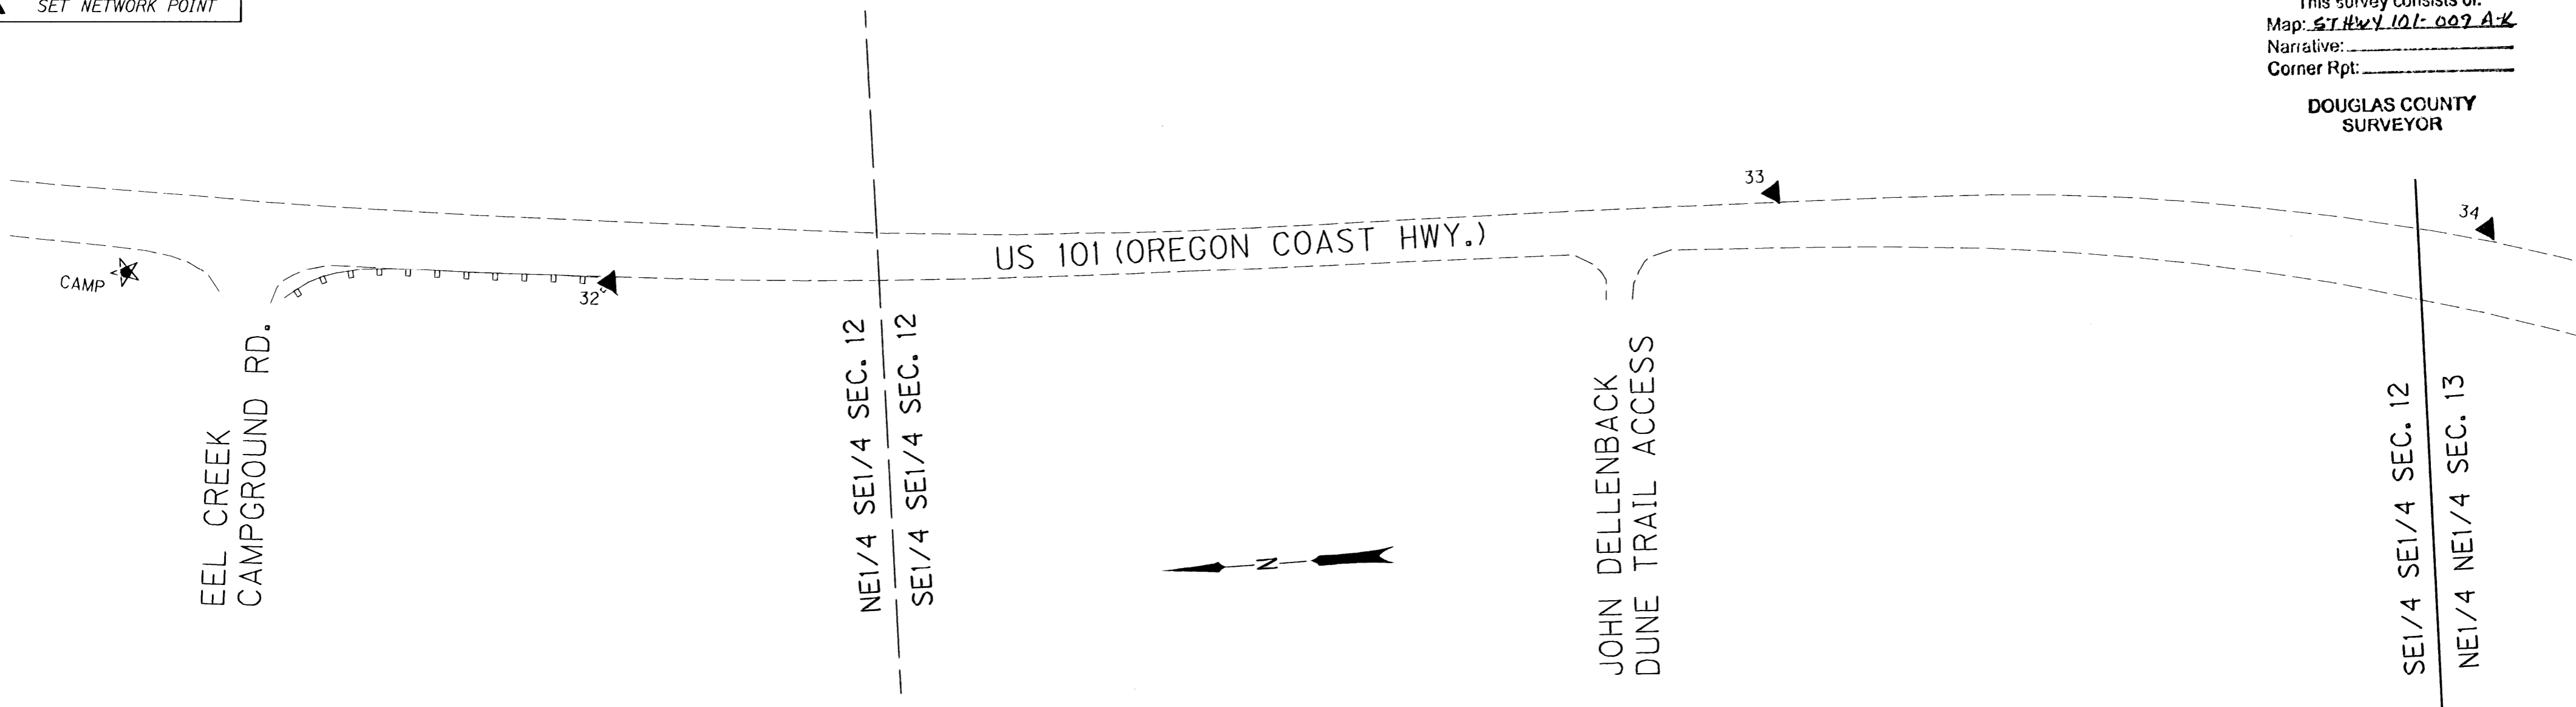 SET NETWORK POINT
This survey consists of:
Map: ST HWY 101-009 A-K
Narrative:
Corner Rpt:
DOUGLAS COUNTY
SURVEYOR
33
34
US 101 (OREGON COAST HWY.)
CAMP
32
EEL CREEK
CAMPGROUND RD.
NE1/4 SE1/4 SEC. 12
SE1/4 SE1/4 SEC. 12
N
JOHN DELLLENBACK
DUNE TRAIL ACCESS
SE1/4 SE1/4 SEC. 12
NE1/4 NE1/4 SEC. 13